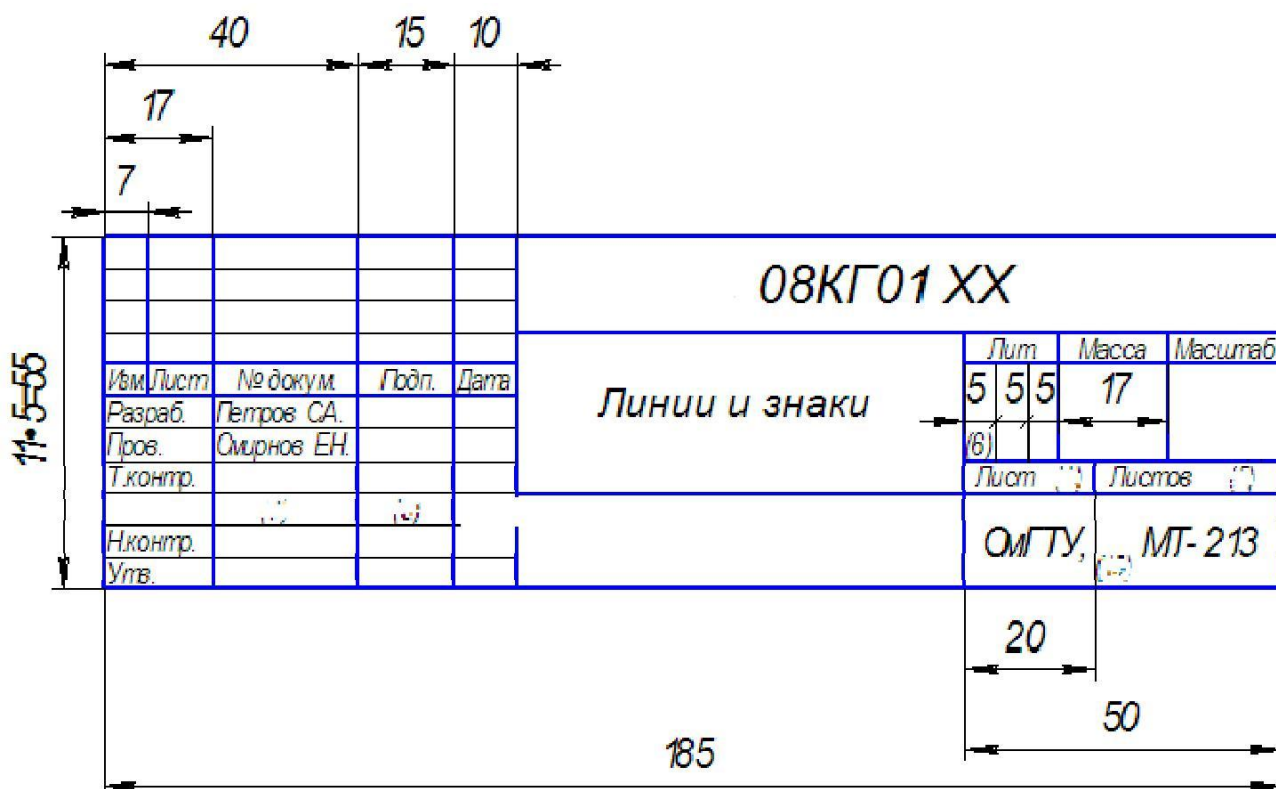 40 15 10
17
7
08КГ01 ХХ
Лит Масса Масштаб
Изм. Лист № докум. Подп. Дата
Линии и знаки
5 5 5 17
(6)
Разраб. Петров С.А.
Пров. Смирнов Е.Н.
Т.контр.
Лист Листов
Н.контр.
Утв.
ОмГТУ, МТ-213
11•5=55
20
50
185